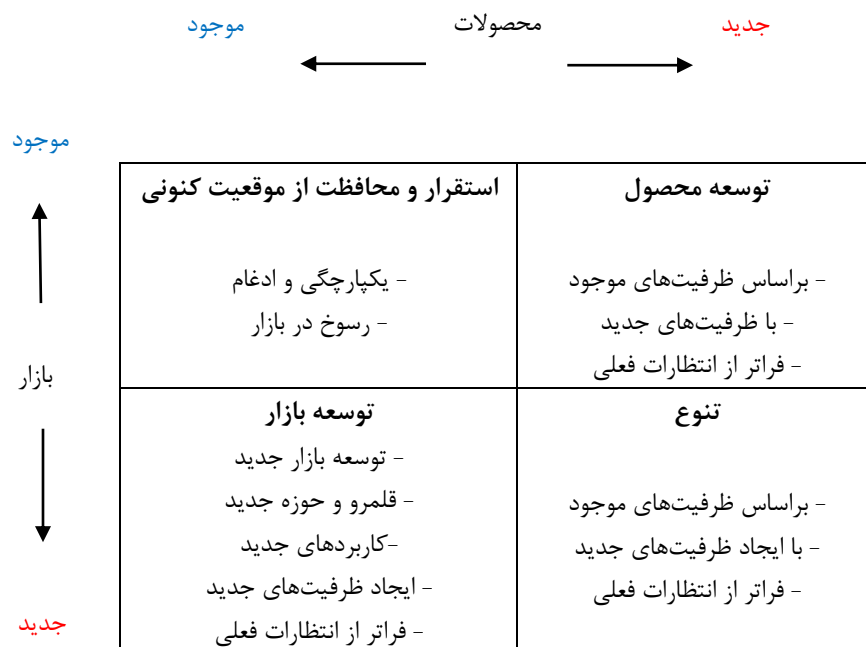 جدید محصولات موجود
موجود
بازار
جدید
توسعه محصول
- براساس ظرفیت‌های موجود
- با ظرفیت‌های جدید
- فراتر از انتظارات فعلی
استقرار و محافظت از موقعیت کنونی
- یکپارچگی و ادغام
- رسوخ در بازار
تنوع
- براساس ظرفیت‌های موجود
- با ایجاد ظرفیت‌های جدید
- فراتر از انتظارات فعلی
توسعه بازار
- توسعه بازار جدید
- قلمرو و حوزه جدید
-کاربردهای جدید
- ایجاد ظرفیت‌های جدید
- فراتر از انتظارات فعلی